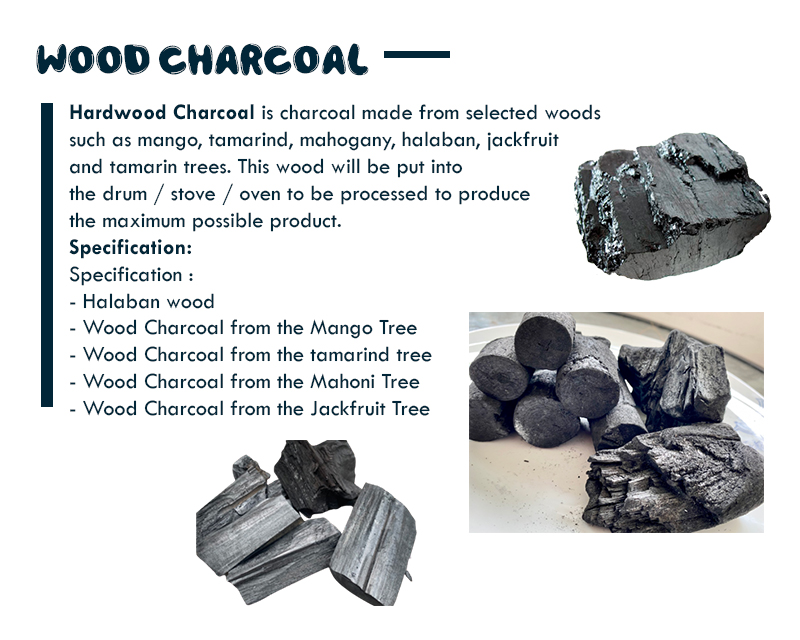 WOOD CHARCOAL
Hardwood Charcoal is charcoal made from selected woods
such as mango, tamarind, mahogany, halaban, jackfruit
and tamarin trees. This wood will be put into
the drum / stove / oven to be processed to produce
the maximum possible product.
Specification:
Specification :
- Halaban wood
- Wood Charcoal from the Mango Tree
- Wood Charcoal from the tamarind tree
- Wood Charcoal from the Mahoni Tree
- Wood Charcoal from the Jackfruit Tree